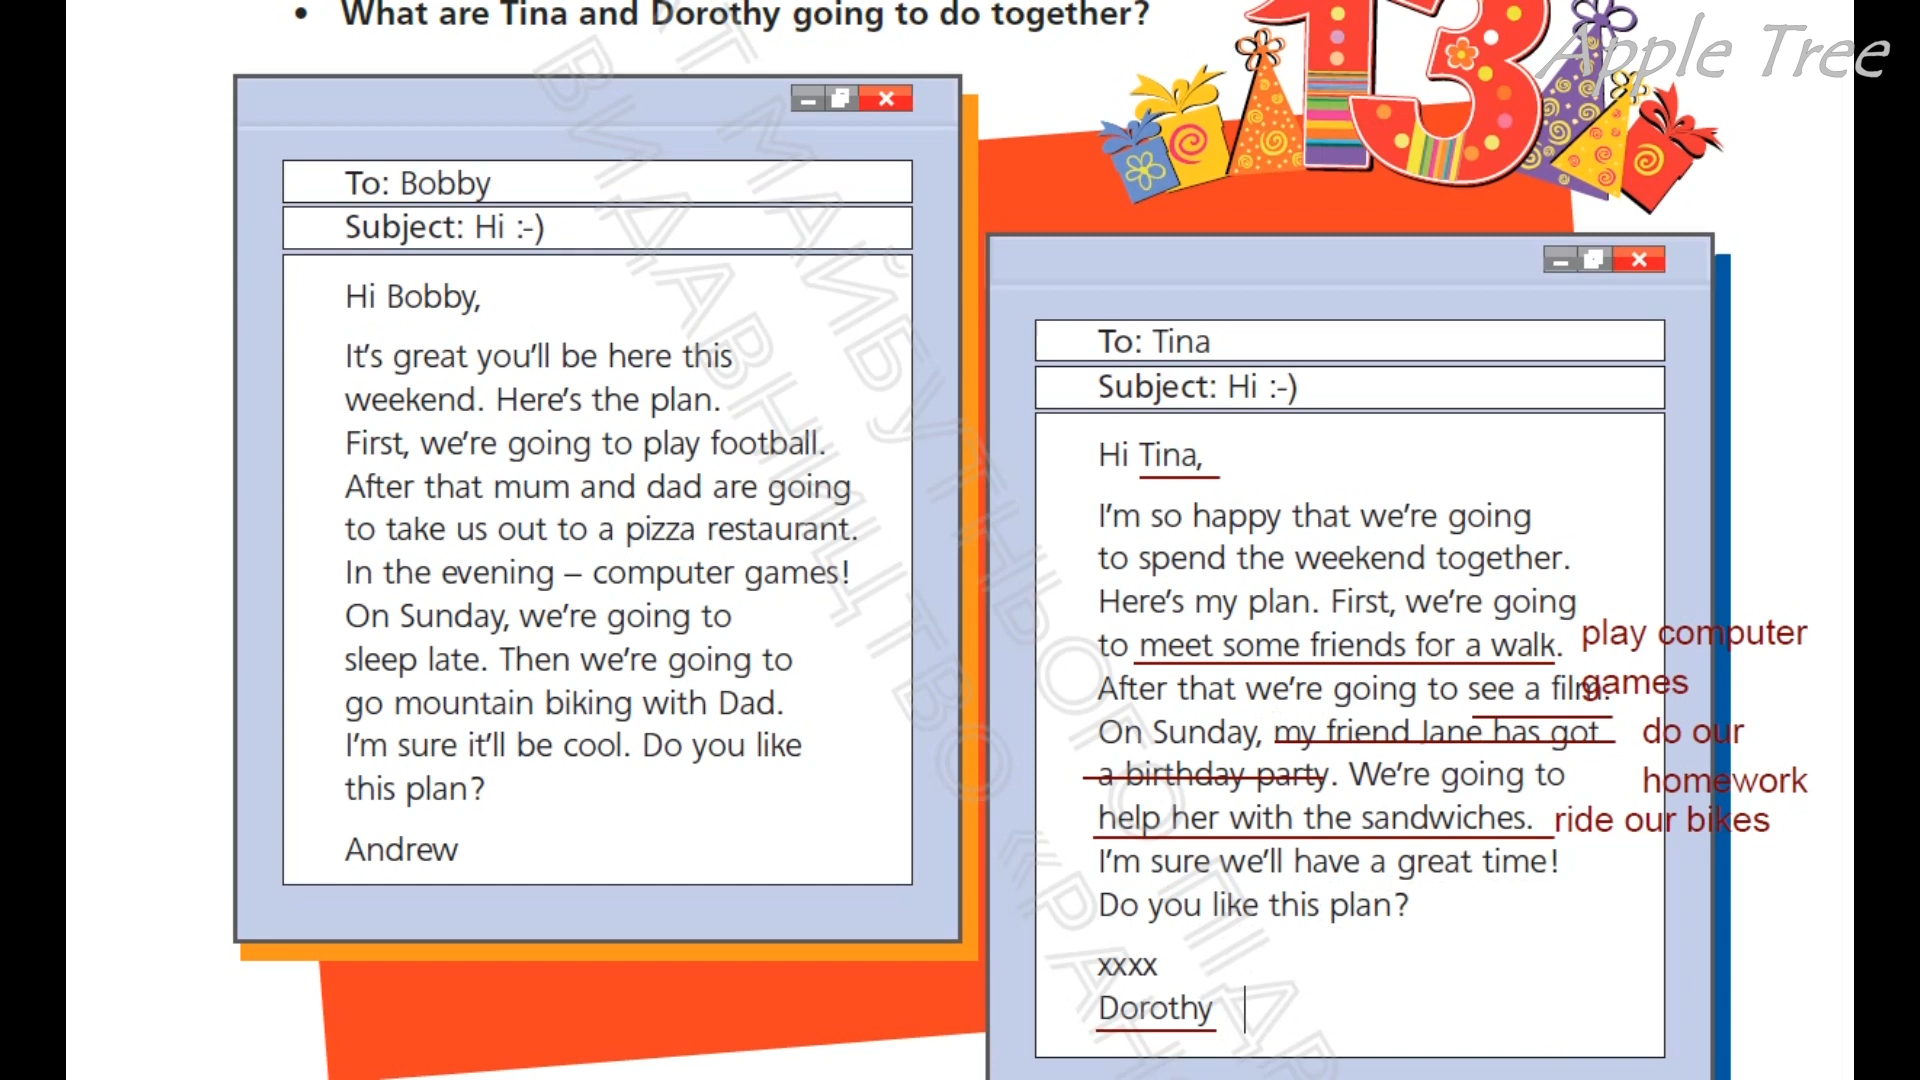 • What are Tina and Dorothy going to do together?
13
Apple Tree
To: Bobby
Subject: Hi :-)
Hi Bobby,
It's great you'll be here this
weekend. Here's the plan.
First, we're going to play football.
After that mum and dad are going
to take us out to a pizza restaurant.
In the evening – computer games!
On Sunday, we're going to
sleep late. Then we're going to
go mountain biking with Dad.
I'm sure it'll be cool. Do you like
this plan?
Andrew
To: Tina
Subject: Hi :-)
Hi Tina,
I'm so happy that we're going
to spend the weekend together.
Here's my plan. First, we're going
to meet some friends for a walk.
After that we're going to see a film.
On Sunday, my friend Jane has got
a birthday party. We're going to
help her with the sandwiches.
I'm sure we'll have a great time!
Do you like this plan?
xxxx
Dorothy
play computer
games
do our
homework
ride our bikes
ВИДАВНИЦТВО «РАН